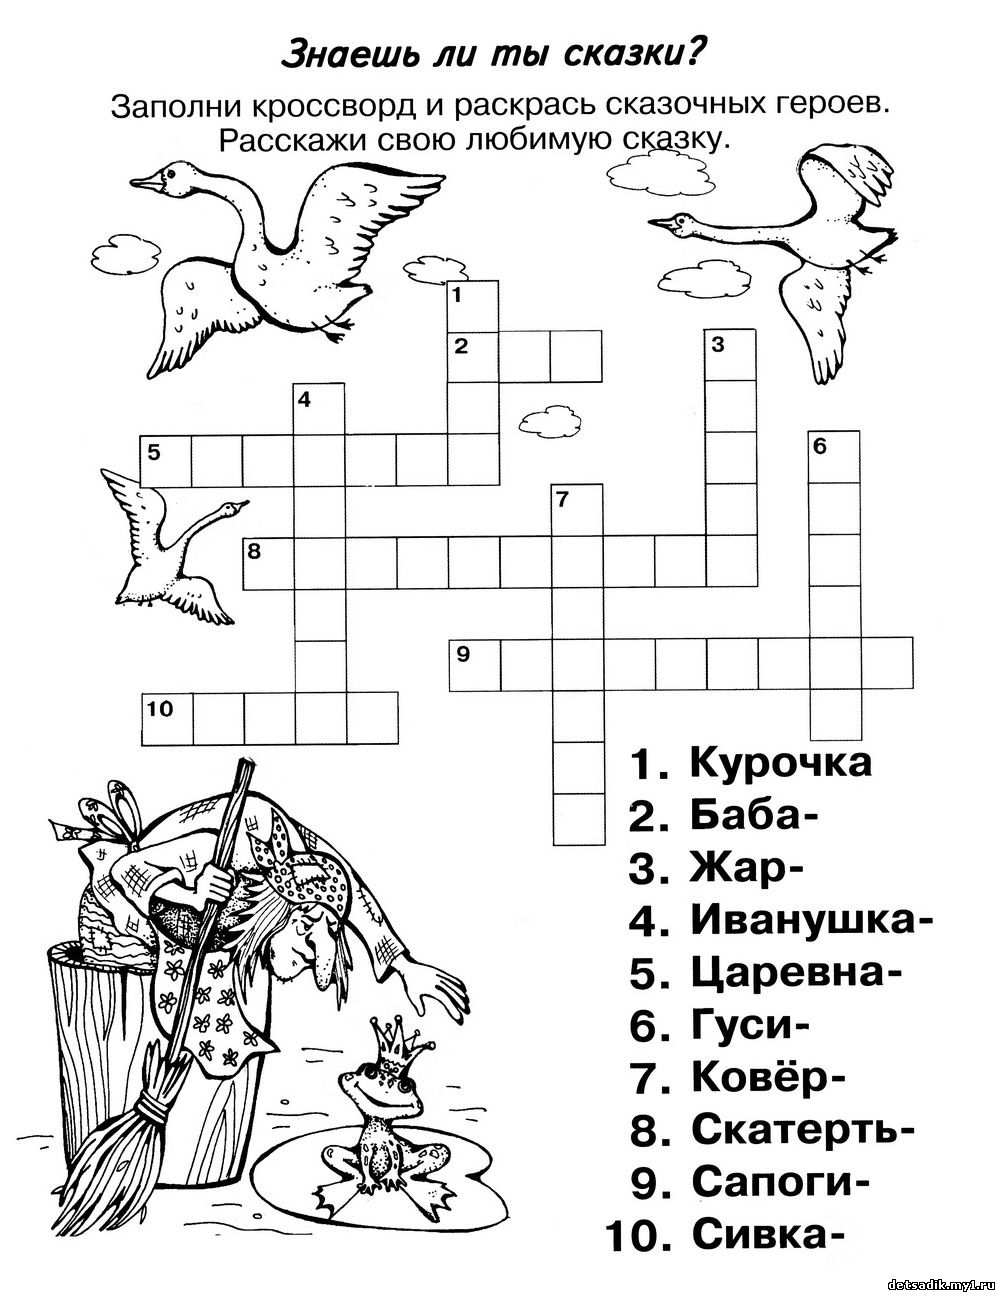 Знаешь ли ты сказки?
Заполни кроссворд и раскрась сказочных героев.
Расскажи свою любимую сказку.
1
2
3
4
5
6
7
8
9
10
1. Курочка
2. Баба-
3. Жар-
4. Иванушка-
5. Царевна-
6. Гуси-
7. Ковёр-
8. Скатерть-
9. Сапоги-
10. Сивка-
detsadik.my1.ru